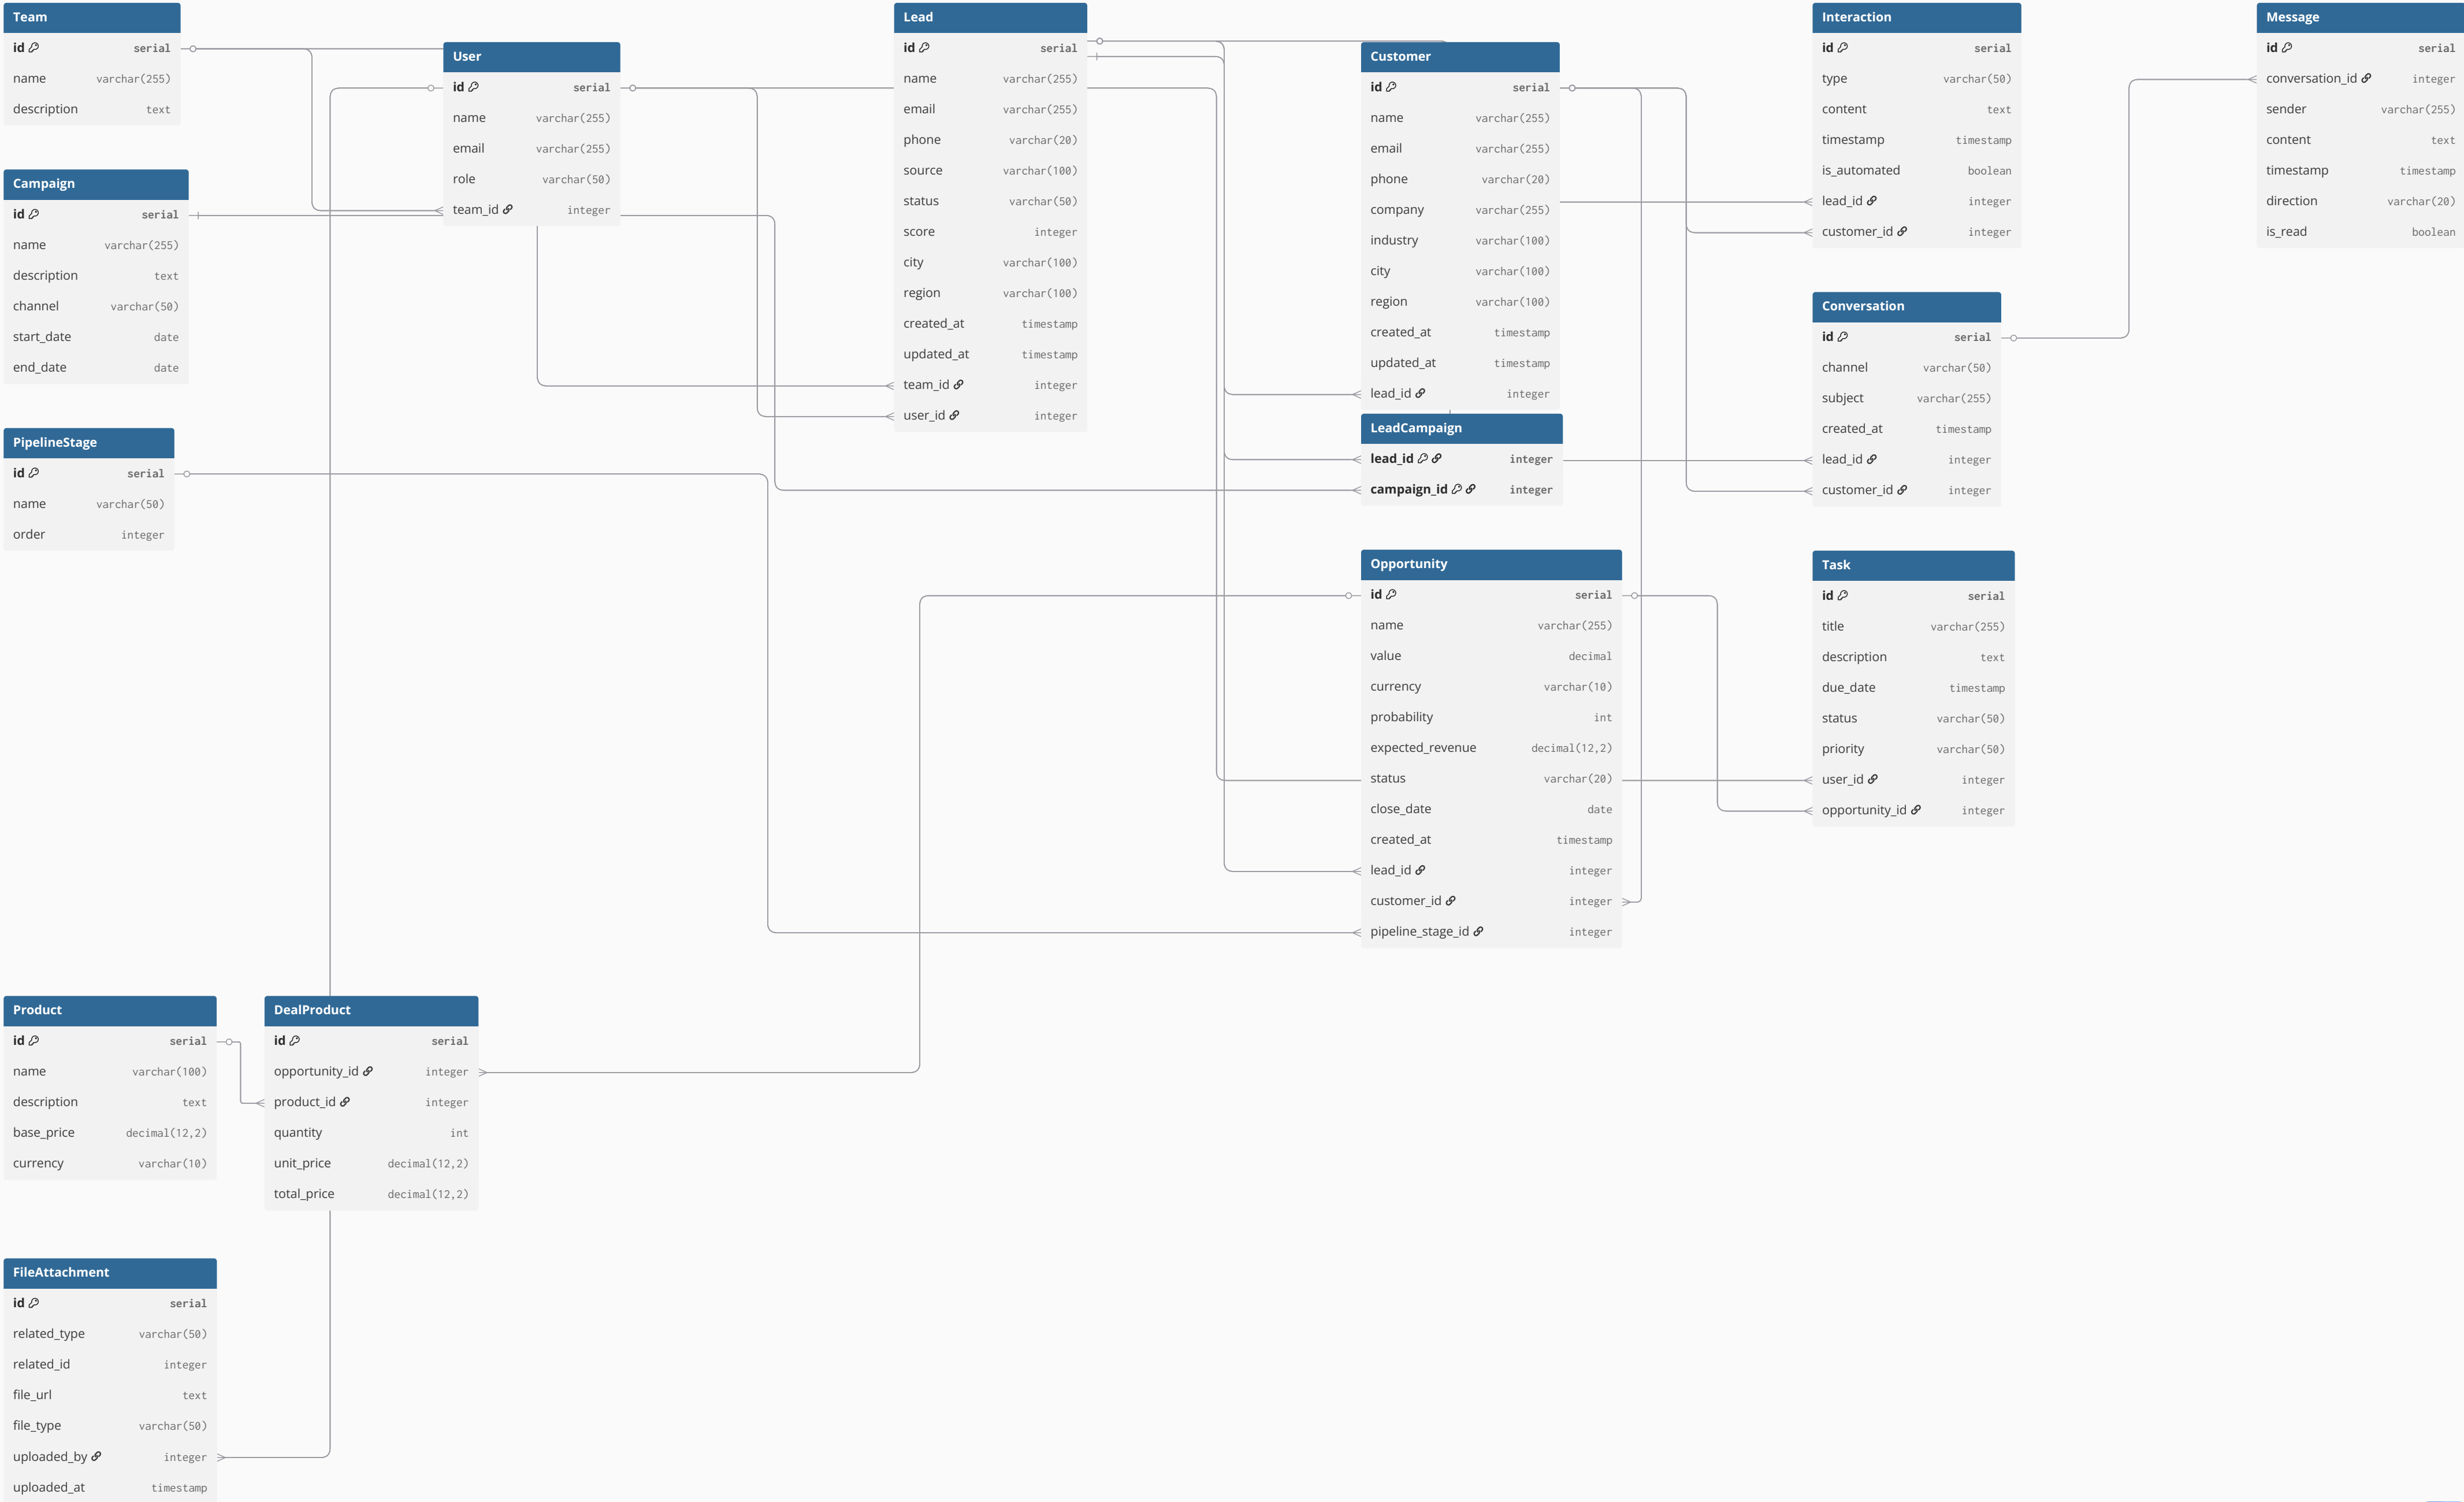 Team
id serial
name varchar(255)
description text
Campaign
id serial
name varchar(255)
description text
channel varchar(50)
start_date date
end_date date
PipelineStage
id serial
name varchar(50)
order integer
User
id serial
name varchar(255)
email varchar(255)
role varchar(50)
team_id integer
Lead
id serial
name varchar(255)
email varchar(255)
phone varchar(20)
source varchar(100)
status varchar(50)
score integer
city varchar(100)
region varchar(100)
created_at timestamp
updated_at timestamp
team_id integer
user_id integer
Customer
id serial
name varchar(255)
email varchar(255)
phone varchar(20)
company varchar(255)
industry varchar(100)
city varchar(100)
region varchar(100)
created_at timestamp
updated_at timestamp
lead_id integer
LeadCampaign
lead_id integer
campaign_id integer
Opportunity
id serial
name varchar(255)
value decimal
currency varchar(10)
probability int
expected_revenue decimal(12,2)
status varchar(20)
close_date date
created_at timestamp
lead_id integer
customer_id integer
pipeline_stage_id integer
Interaction
id serial
type varchar(50)
content text
timestamp timestamp
is_automated boolean
lead_id integer
customer_id integer
Conversation
id serial
channel varchar(50)
subject varchar(255)
created_at timestamp
lead_id integer
customer_id integer
Task
id serial
title varchar(255)
description text
due_date timestamp
status varchar(50)
priority varchar(50)
user_id integer
opportunity_id integer
Message
id serial
conversation_id integer
sender varchar(255)
content text
timestamp timestamp
direction varchar(20)
is_read boolean
Product
id serial
name varchar(100)
description text
base_price decimal(12,2)
currency varchar(10)
DealProduct
id serial
opportunity_id integer
product_id integer
quantity int
unit_price decimal(12,2)
total_price decimal(12,2)
FileAttachment
id serial
related_type varchar(50)
related_id integer
file_url text
file_type varchar(50)
uploaded_by integer
uploaded_at timestamp